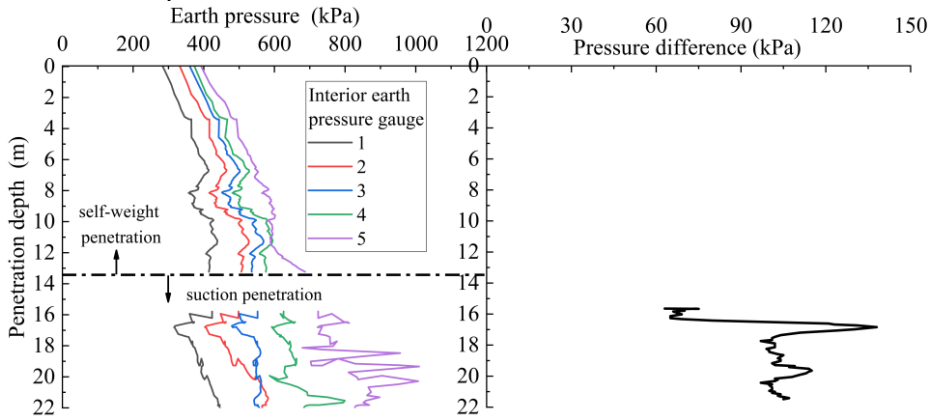 Earth pressure (kPa)
0 200 400 600 800 1000 1200
0 30 60 90 120 150
Pressure difference (kPa)
Penetration depth (m)
0
2
4
6
8
10
12
14
16
18
20
22
Interior earth
pressure gauge
1
2
3
4
5
self-weight
penetration
suction penetration
0
2
4
6
8
10
12
14
16
18
20
22